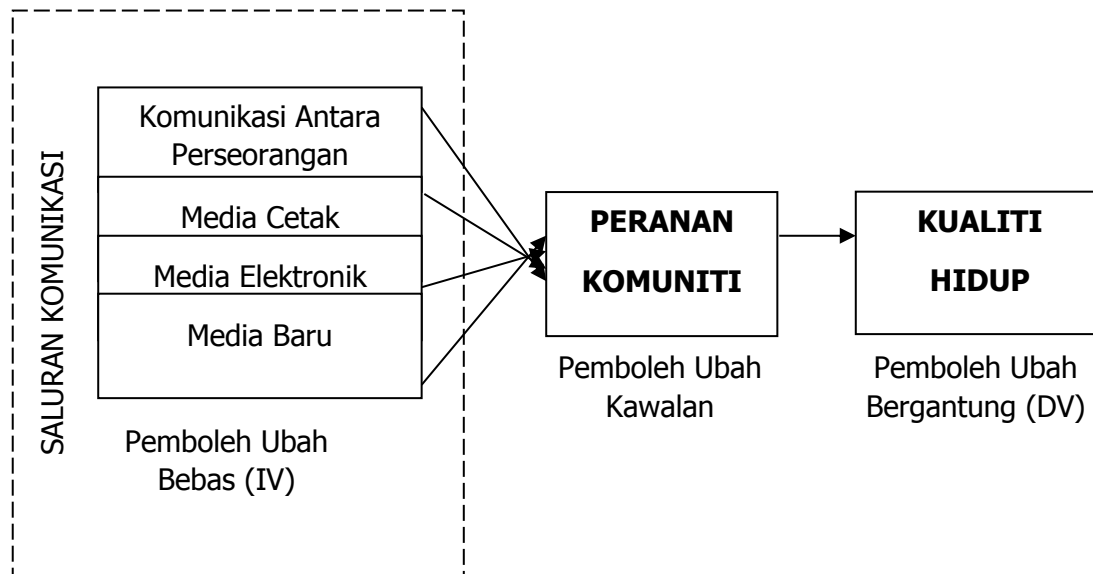 SALURAN KOMUNIKASI
Komunikasi Antara
Perseorangan
Media Cetak
Media Elektronik
Media Baru
Pemboleh Ubah
Bebas (IV)
PERANAN
KOMUNITI
Pemboleh Ubah
Kawalan
KUALITI
HIDUP
Pemboleh Ubah
Bergantung (DV)